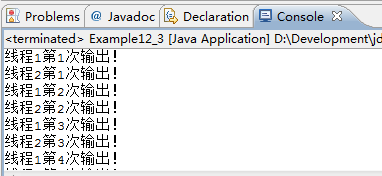 Problems @ Javadoc Declaration Console
<terminated> Example12_3 [Java Application] D:\Development\jd
线程1第1次输出!
线程2第1次输出!
线程1第2次输出!
线程2第2次输出!
线程1第3次输出!
线程2第3次输出!
线程1第4次输出!